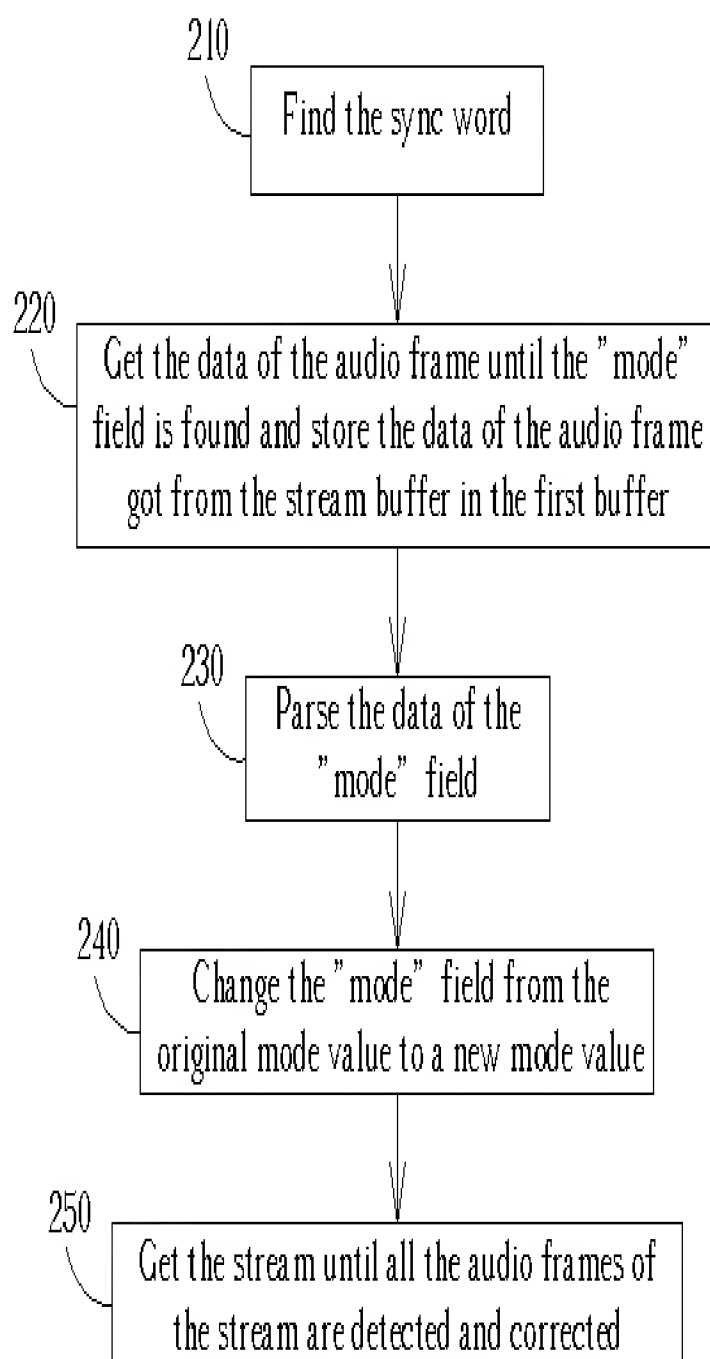 210
Find the sync word
220
Get the data of the audio frame until the "mode"
field is found and store the data of the audio frame
got from the stream buffer in the first buffer
230
Parse the data of the
"mode" field
240
Change the "mode" field from the
original mode value to a new mode value
250
Get the stream until all the audio frames of
the stream are detected and corrected